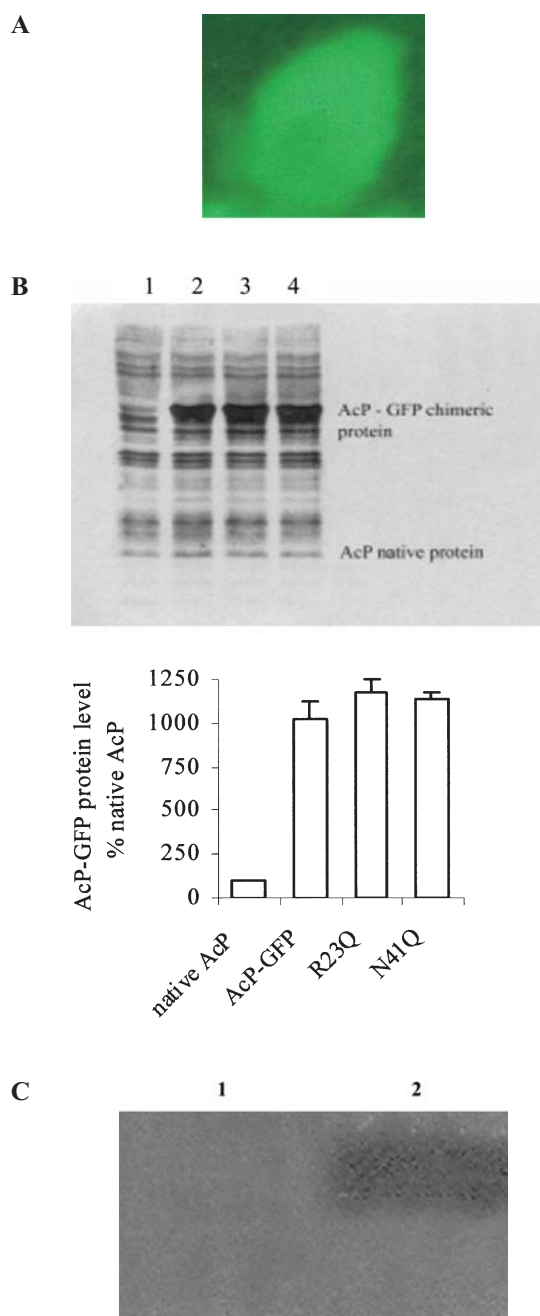 A
B
1 2 3 4
AcP - GFP chimeric
protein
AcP native protein
AcP-GFP protein level
% native AcP
1250
1000
750
500
250
0
native AcP
AcP-GFP
R23Q
N41Q
C
1 2